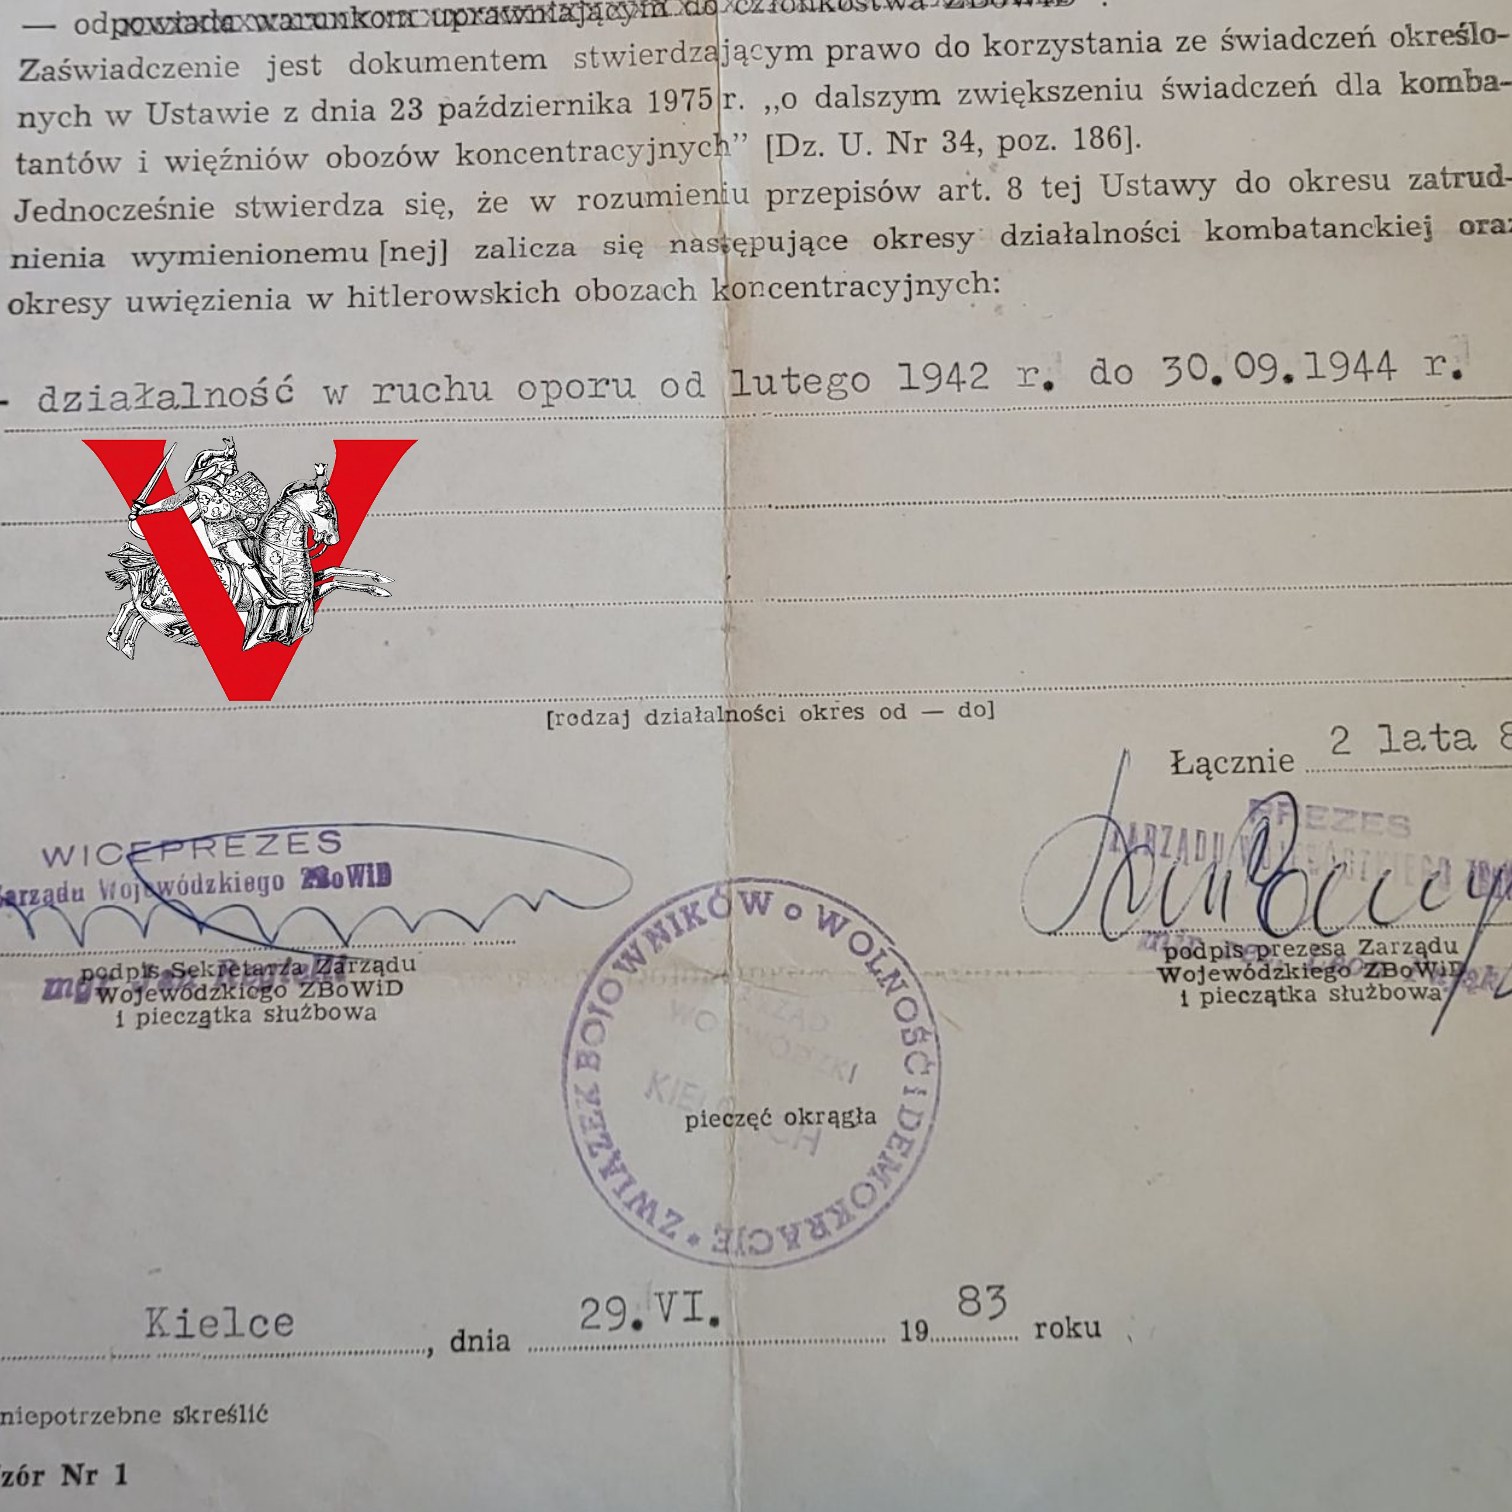 — odpowiada warunkom uprawniającym do członkostwa ZBoWiD".
Zaświadczenie jest dokumentem stwierdzającym prawo do korzystania ze świadczeń określo-
nych w Ustawie z dnia 23 października 1975 r. „o dalszym zwiększeniu świadczeń dla komba-
tantów i więźniów obozów koncentracyjnych” [Dz. U. Nr 34, poz. 186].
Jednocześnie stwierdza się, że w rozumieniu przepisów art. 8 tej Ustawy do okresu zatrud-
nienia wymienionemu [nej] zalicza się następujące okresy działalności kombatanckiej oraz
okresy uwięzienia w hitlerowskich obozach koncentracyjnych:
- działalność w ruchu oporu od lutego 1942 r. do 30.09.1944 r.
V
[rodzaj działalności okres od — do]
Łącznie 2 lata 8
WICEPREZES
Zarządu Wojewódzkiego ZBoWiD
mgr
podpis Sekretarza Zarządu
Wojewódzkiego ZBoWiD
i pieczątka służbowa
PREZES
ZARZĄDU WOJEWÓDZKIEGO
podpis prezesa Zarządu
Wojewódzkiego ZBoWiD
i pieczątka służbowa
ZWIĄZEK BOJOWNIKÓW o WOLNOŚĆ I DEMOKRACJĘ *
pieczęć okrągła
Kielce, dnia 29.VI. 1983 roku
niepotrzebne skreślić
zór Nr 1